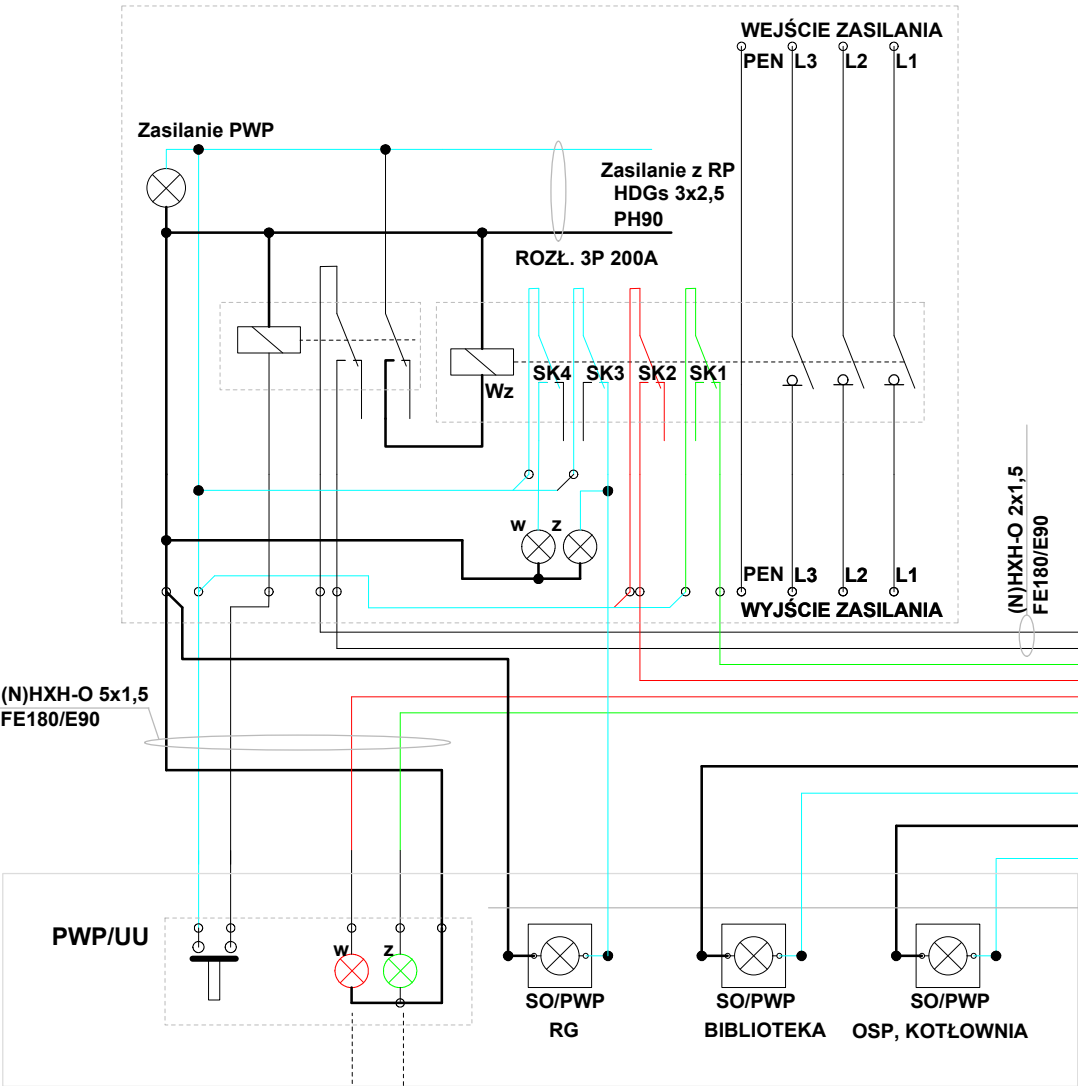 WEJŚCIE ZASILANIA
PEN L3 L2 L1
Zasilanie PWP
Zasilanie z RP
HDGs 3x2,5
PH90
ROZŁ. 3P 200A
SK4 SK3 SK2 SK1
Wz
w z
(N)HXH-O 2x1,5
FE180/E90
PEN L3 L2 L1
WYJŚCIE ZASILANIA
(N)HXH-O 5x1,5
FE180/E90
PWP/UU
w z
SO/PWP
RG
SO/PWP
BIBLIOTEKA
SO/PWP
OSP, KOTŁOWNIA